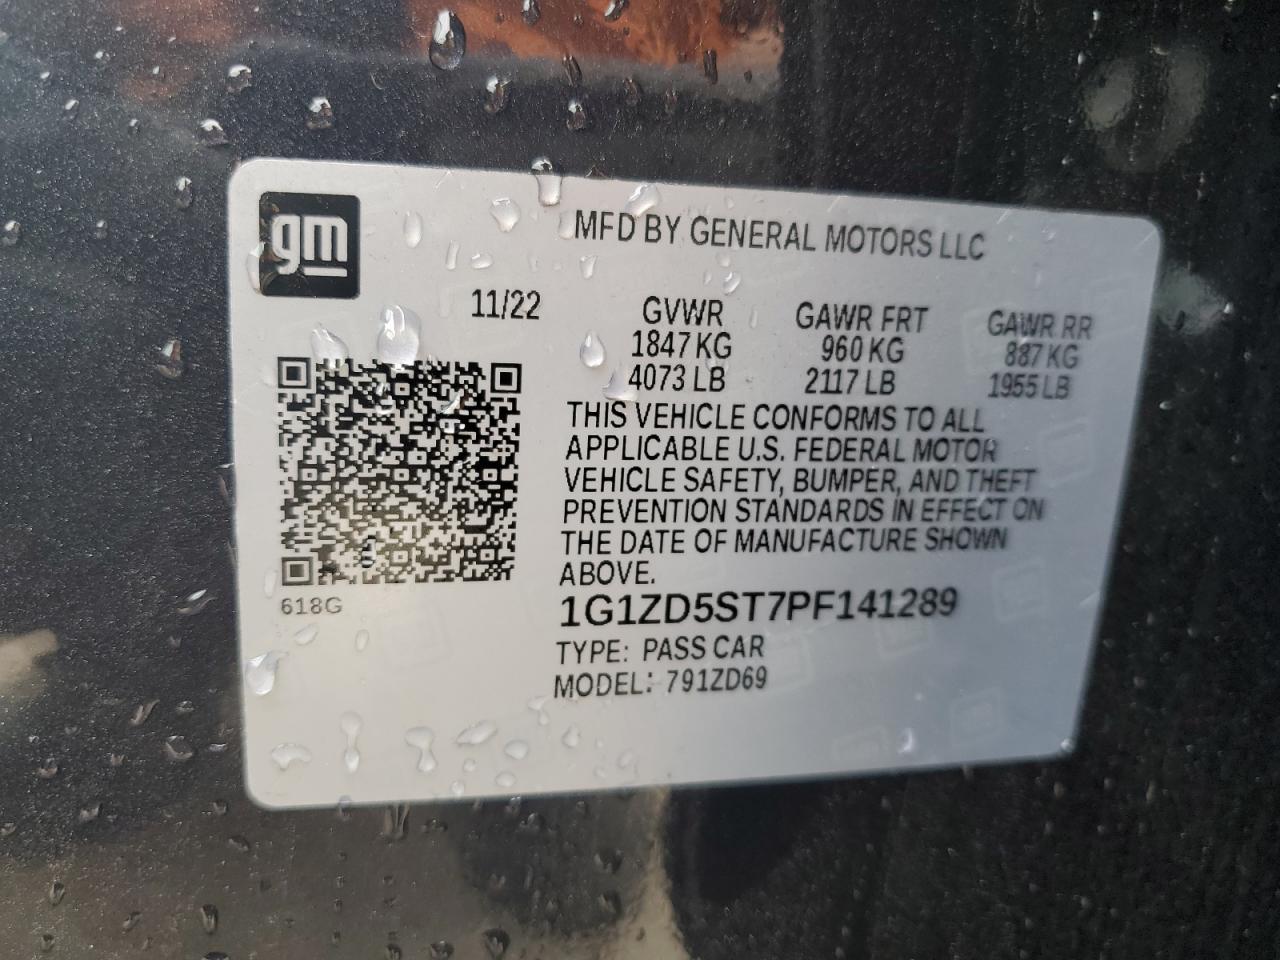 gm
MFD BY GENERAL MOTORS LLC
11/22 GVWR GAWR FRT GAWR RR
1847 KG 960 KG 887 KG
4073 LB 2117 LB 1955 LB
THIS VEHICLE CONFORMS TO ALL
APPLICABLE U.S. FEDERAL MOTOR
VEHICLE SAFETY, BUMPER, AND THEFT
PREVENTION STANDARDS IN EFFECT ON
THE DATE OF MANUFACTURE SHOWN
ABOVE.
618G
1G1ZD5ST7PF141289
TYPE: PASS CAR
MODEL: 791ZD69